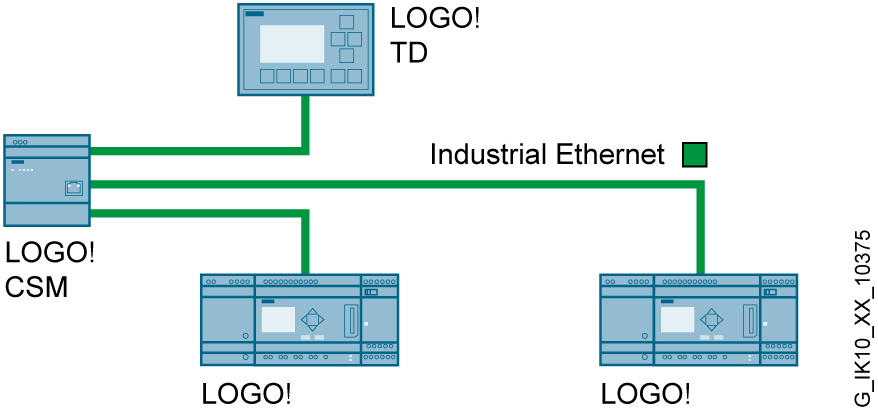 LOGO!
TD
Industrial Ethernet
LOGO!
CSM
LOGO!
LOGO!
G_IK10_XX_10375